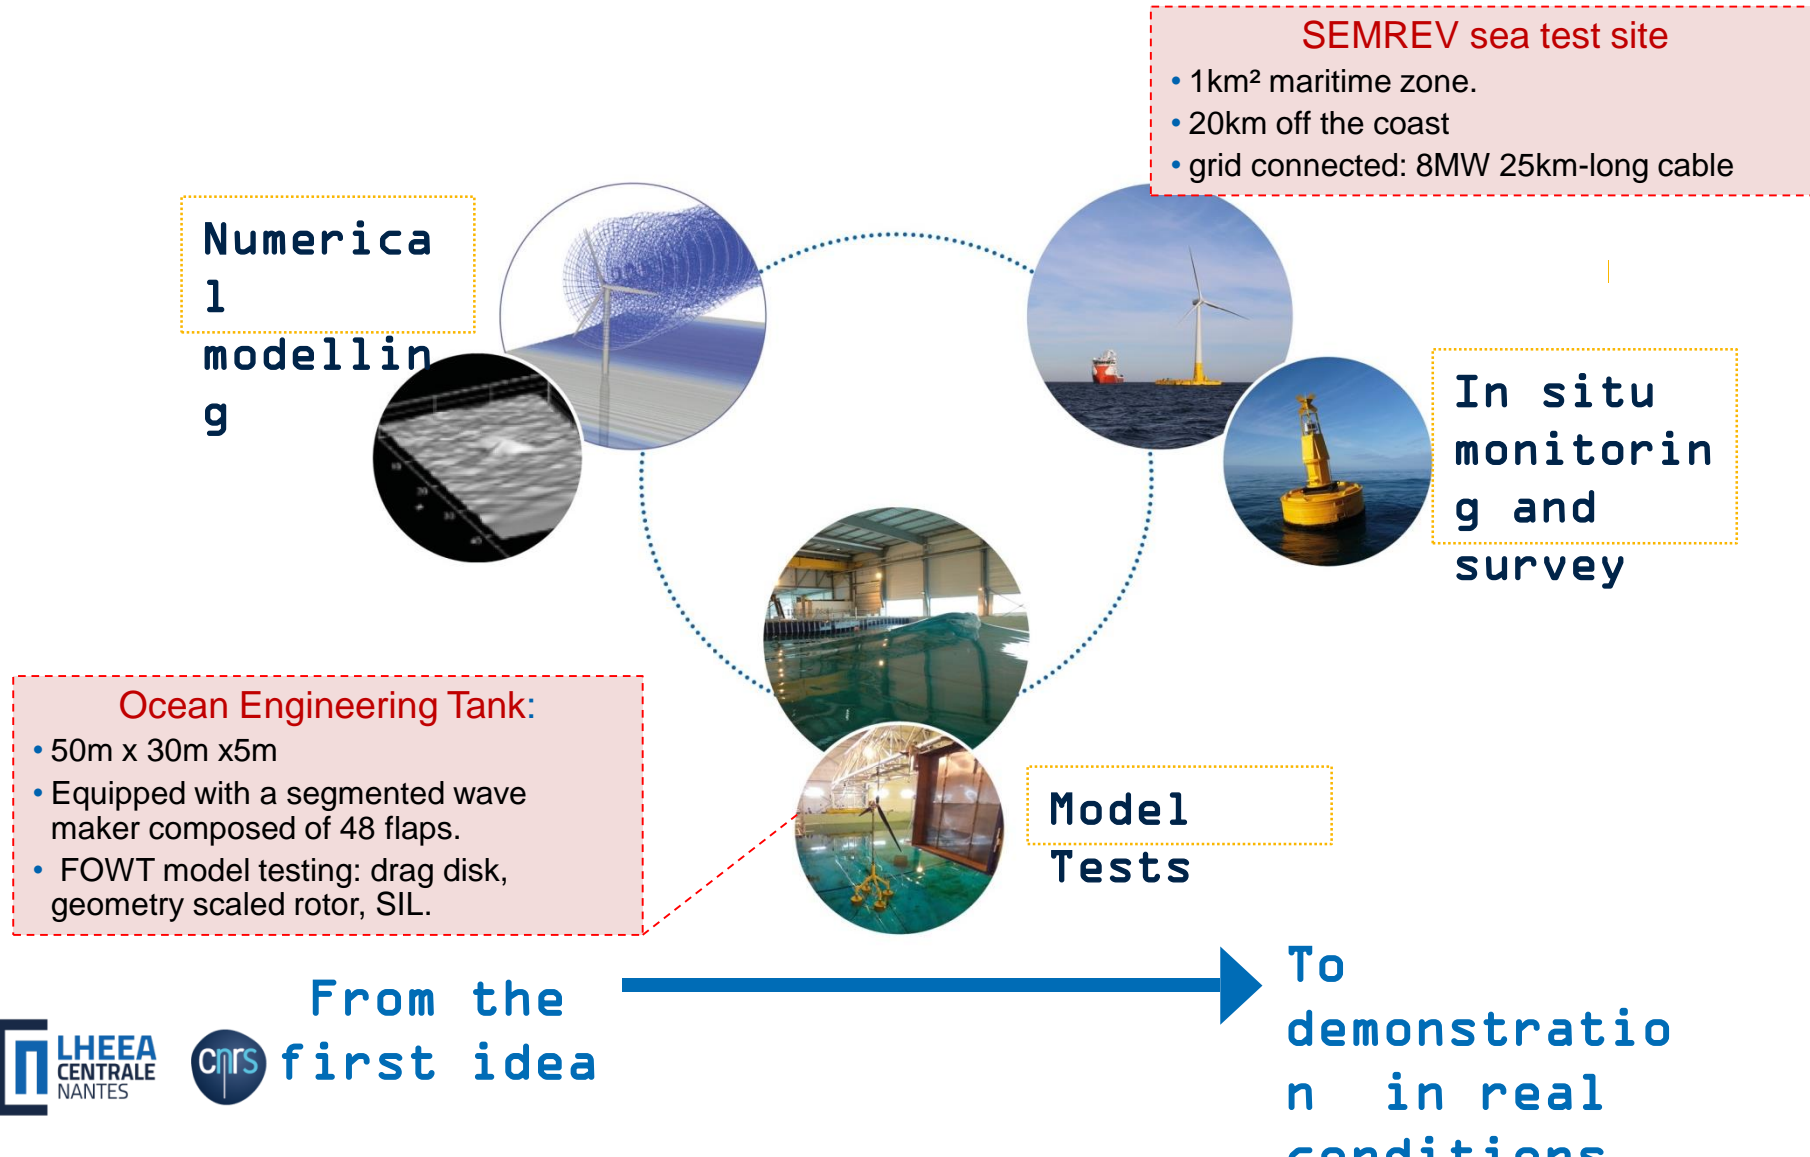 SEMREV sea test site
• 1km² maritime zone.
• 20km off the coast
• grid connected: 8MW 25km-long cable
Numerica
l
modellin
g
In situ
monitorin
g and
survey
Ocean Engineering Tank:
• 50m x 30m x5m
• Equipped with a segmented wave
maker composed of 48 flaps.
• FOWT model testing: drag disk,
geometry scaled rotor, SIL.
Model
Tests
From the
first idea
To
demonstratio
n in real
conditions
LHEEA
CENTRALE
NANTES
cnrs